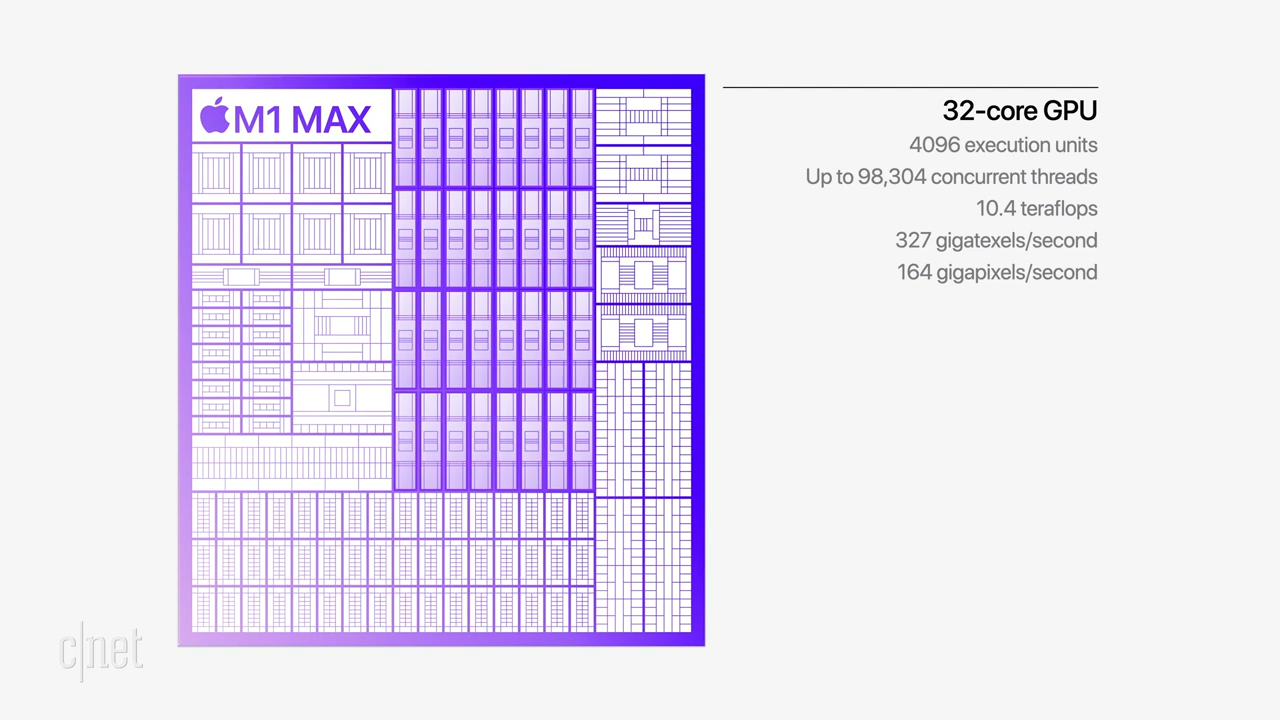 M1 MAX
32-core GPU
4096 execution units
Up to 98,304 concurrent threads
10.4 teraflops
327 gigatexels/second
164 gigapixels/second
c|net